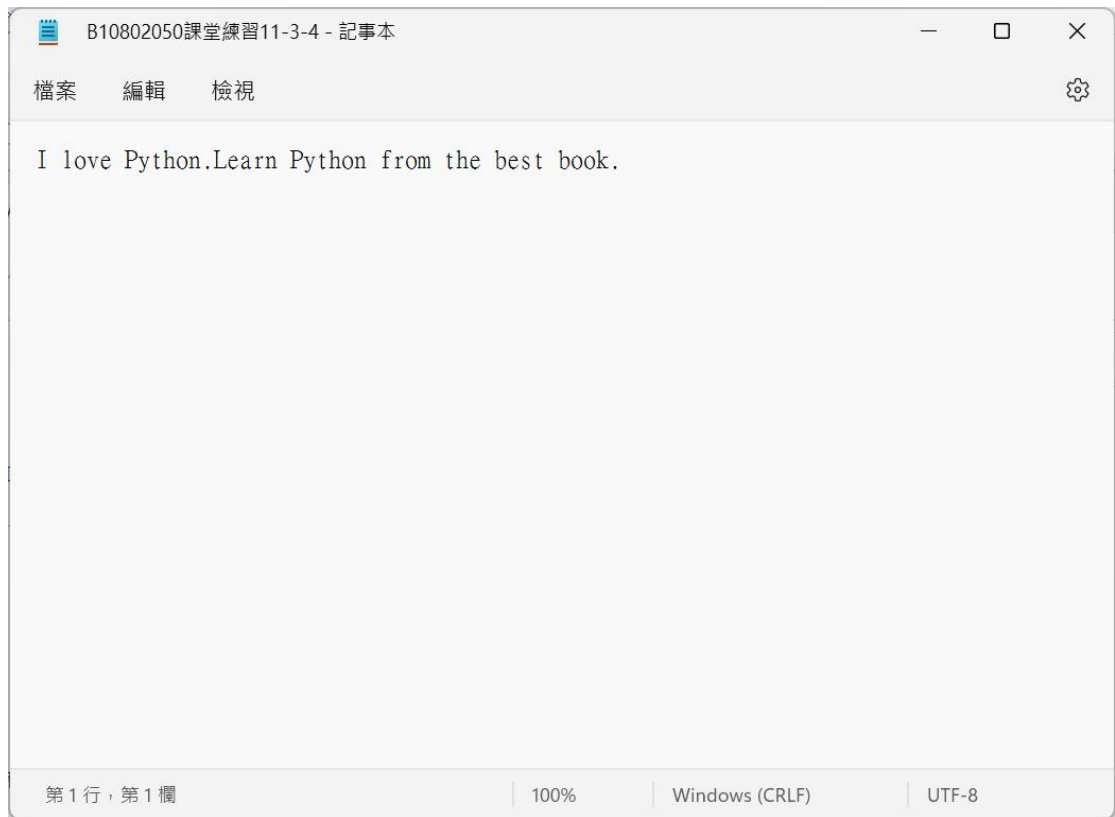 B10802050課堂練習11-3-4 - 記事本
檔案 編輯 檢視
I love Python.Learn Python from the best book.
第 1 行，第 1 欄 100% Windows (CRLF) UTF-8